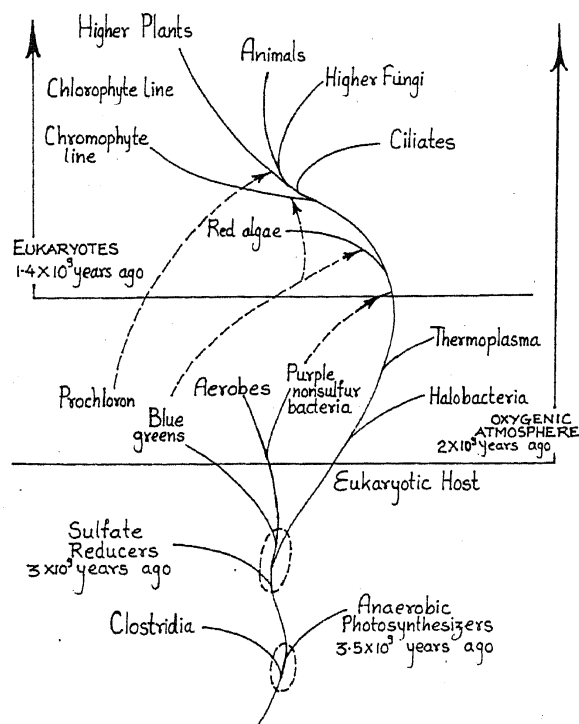 Higher Plants
Animals
Higher Fungi
Chlorophyte line
Chromophyte
line
Ciliates
Red algae
EUKARYOTES
1·4×10⁹ years ago
Thermoplasma
Prochloron
Aerobes
Purple
nonsulfur
bacteria
Halobacteria
Blue
greens
OXYGENIC
ATMOSPHERE
2×10⁹ years ago
Eukaryotic Host
Sulfate
Reducers
3×10⁹ years ago
Clostridia
Anaerobic
Photosynthesizers
3·5×10⁹ years ago